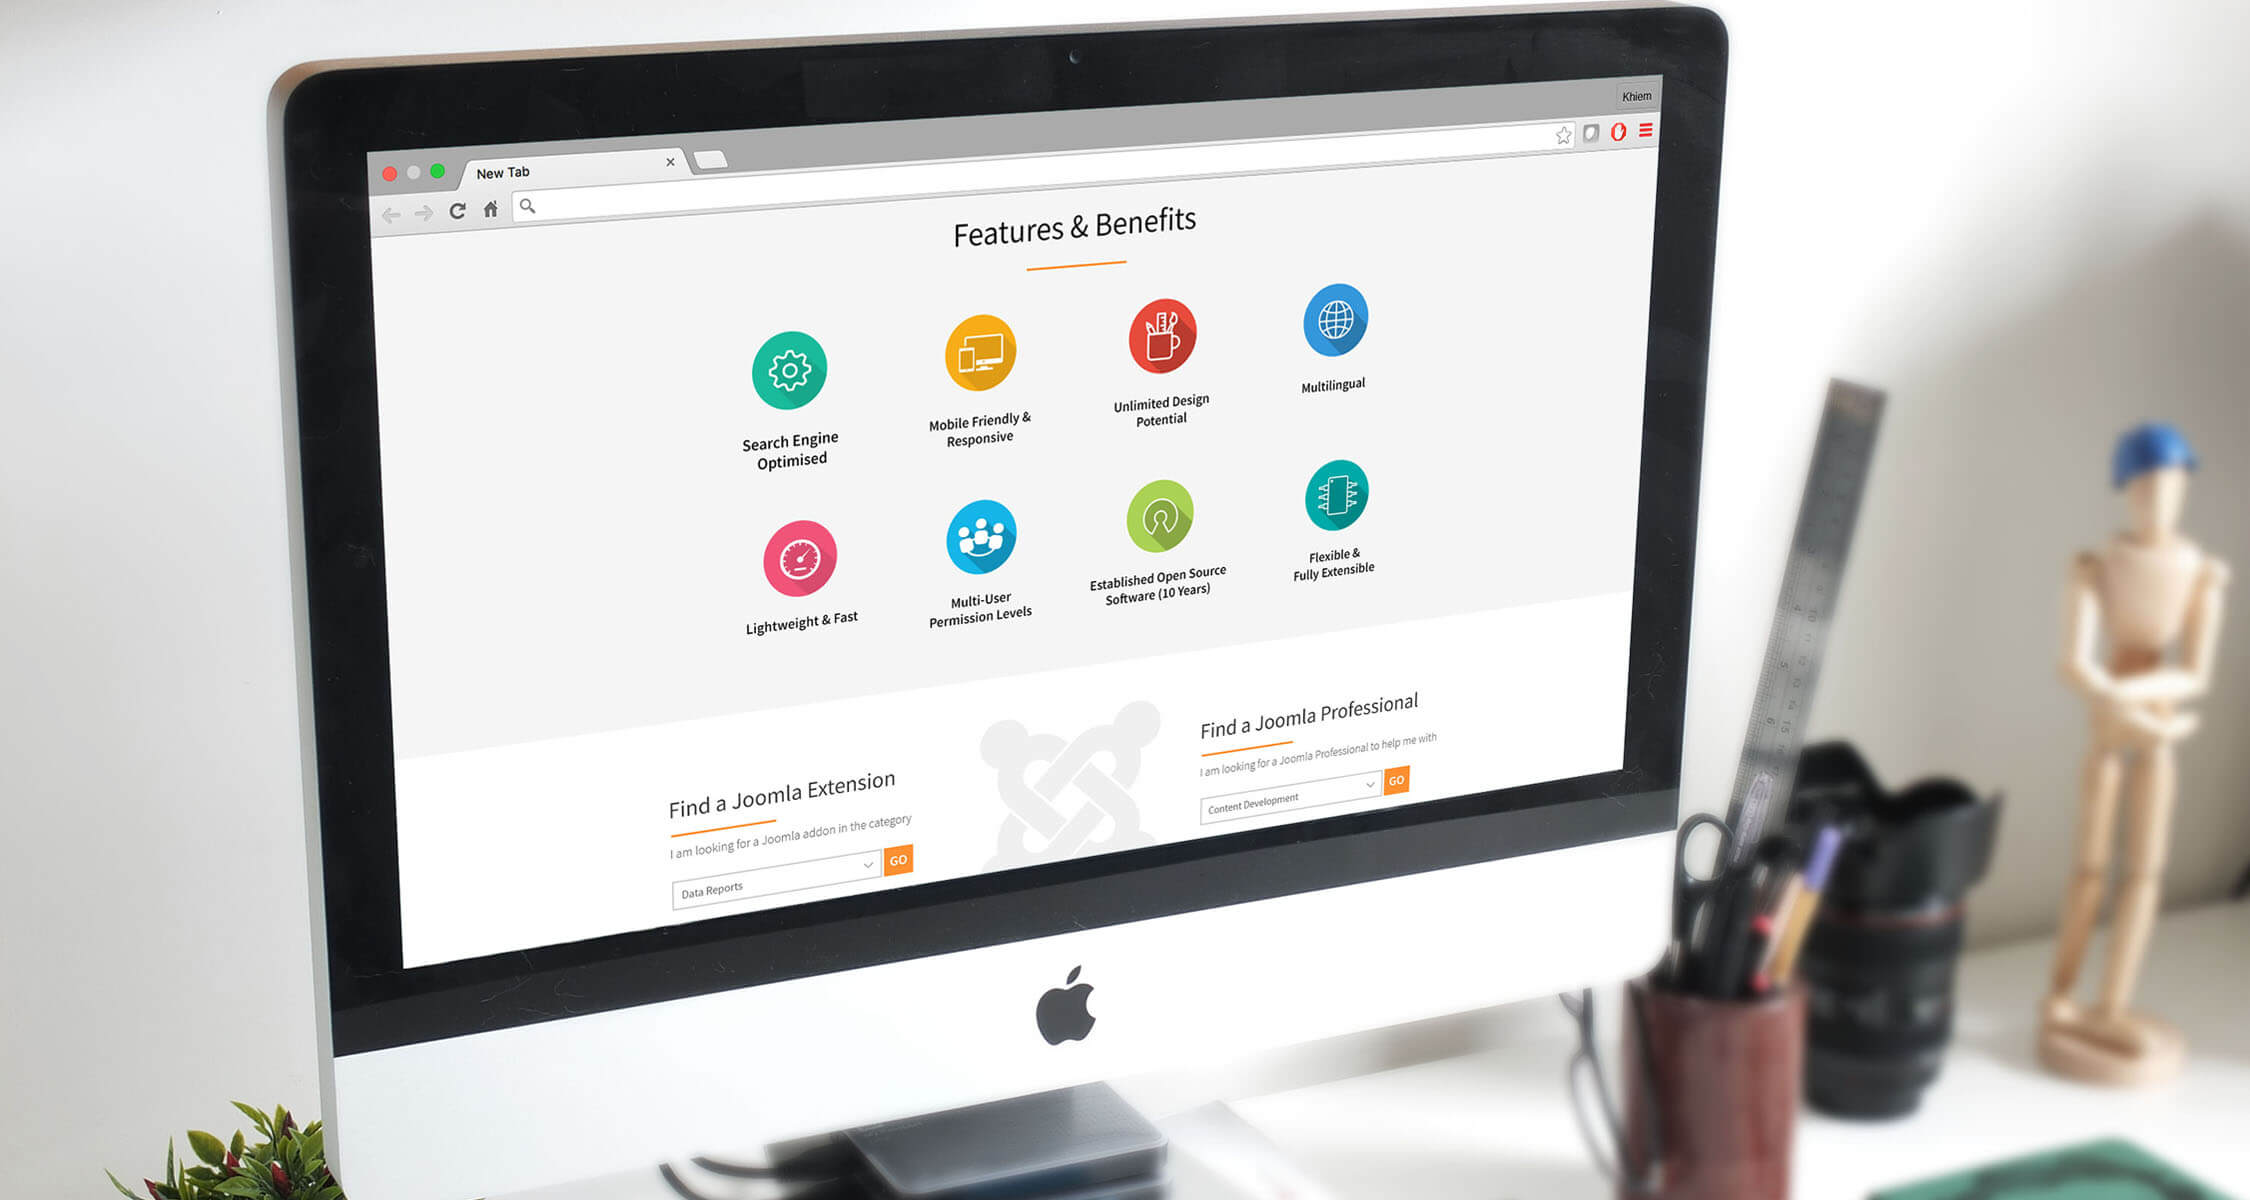 Khiem
New Tab
Features & Benefits
Search Engine
Optimised
Mobile Friendly &
Responsive
Unlimited Design
Potential
Multilingual
Lightweight & Fast
Multi-User
Permission Levels
Established Open Source
Software (10 Years)
Flexible &
Fully Extensible
Find a Joomla Extension
I am looking for a Joomla addon in the category
Data Reports
GO
Find a Joomla Professional
I am looking for a Joomla Professional to help me with
Content Development
GO